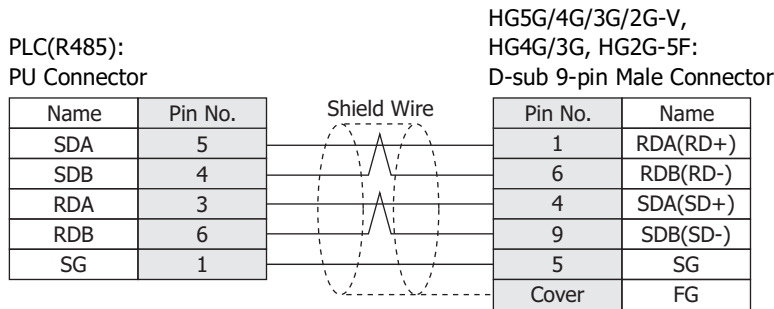 HG5G/4G/3G/2G-V,
PLC(R485): HG4G/3G, HG2G-5F:
PU Connector D-sub 9-pin Male Connector
Name Pin No. Shield Wire Pin No. Name
SDA 5 1 RDA(RD+)
SDB 4 6 RDB(RD-)
RDA 3 4 SDA(SD+)
RDB 6 9 SDB(SD-)
SG 1 5 SG
Cover FG